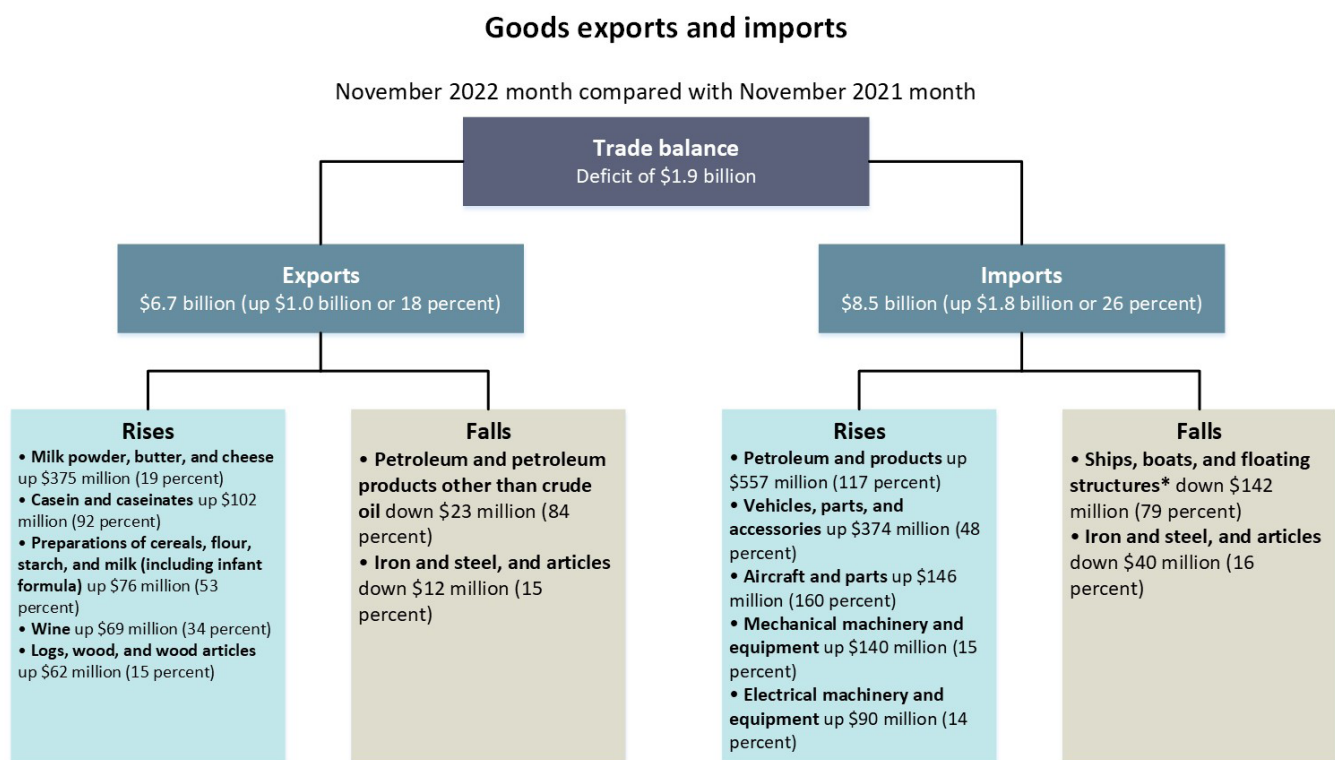 Goods exports and imports
November 2022 month compared with November 2021 month
Trade balance
Deficit of $1.9 billion
Exports
$6.7 billion (up $1.0 billion or 18 percent)
Imports
$8.5 billion (up $1.8 billion or 26 percent)
Rises
• Milk powder, butter, and cheese
up $375 million (19 percent)
• Casein and caseinates up $102
million (92 percent)
• Preparations of cereals, flour,
starch, and milk (including infant
formula) up $76 million (53
percent)
• Wine up $69 million (34 percent)
• Logs, wood, and wood articles
up $62 million (15 percent)
Falls
• Petroleum and petroleum
products other than crude
oil down $23 million (84
percent)
• Iron and steel, and articles
down $12 million (15
percent)
Rises
• Petroleum and products up
$557 million (117 percent)
• Vehicles, parts, and
accessories up $374 million (48
percent)
• Aircraft and parts up $146
million (160 percent)
• Mechanical machinery and
equipment up $140 million (15
percent)
• Electrical machinery and
equipment up $90 million (14
percent)
Falls
• Ships, boats, and floating
structures* down $142
million (79 percent)
• Iron and steel, and articles
down $40 million (16
percent)